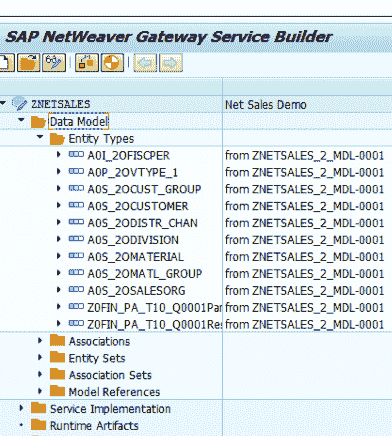 SAP NetWeaver Gateway Service Builder
ZNETSALES Net Sales Demo
Data Model
Entity Types
A0I_2OFISCPER from ZNETSALES_2_MDL-0001
A0P_2OVTYPE_1 from ZNETSALES_2_MDL-0001
A0S_2OCUST_GROUP from ZNETSALES_2_MDL-0001
A0S_2OCUSTOMER from ZNETSALES_2_MDL-0001
A0S_2ODISTR_CHAN from ZNETSALES_2_MDL-0001
A0S_2ODIVISION from ZNETSALES_2_MDL-0001
A0S_2OMATERIAL from ZNETSALES_2_MDL-0001
A0S_2OMATL_GROUP from ZNETSALES_2_MDL-0001
A0S_2OSALESORG from ZNETSALES_2_MDL-0001
Z0FIN_PA_T10_Q0001Par from ZNETSALES_2_MDL-0001
Z0FIN_PA_T10_Q0001Res from ZNETSALES_2_MDL-0001
Associations
Entity Sets
Association Sets
Model References
Service Implementation
Runtime Artifacts